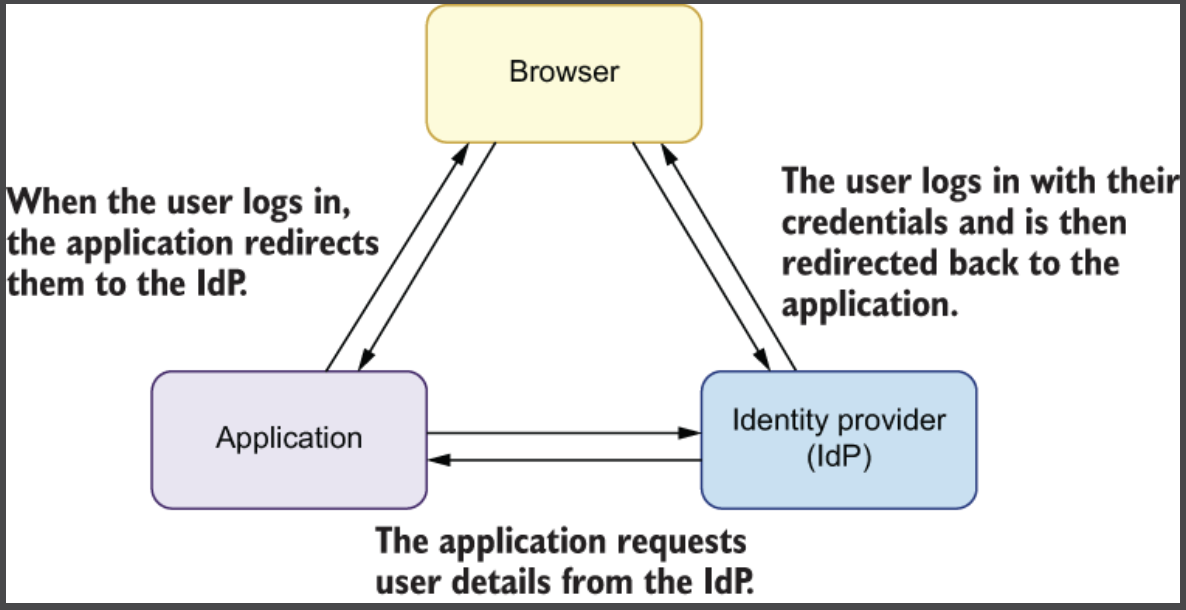 Browser
When the user logs in,
the application redirects
them to the IdP.
The user logs in with their
credentials and is then
redirected back to the
application.
Application
Identity provider
(IdP)
The application requests
user details from the IdP.